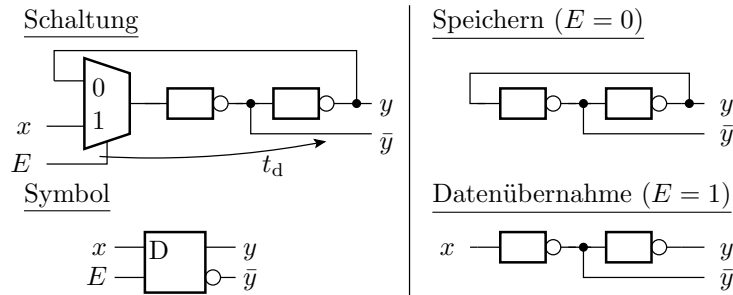 Schaltung
0
1
x
E
y
ȳ
t_d
Symbol
x
D
y
E
ȳ
Speichern (E = 0)
y
ȳ
Datenübernahme (E = 1)
x
y
ȳ